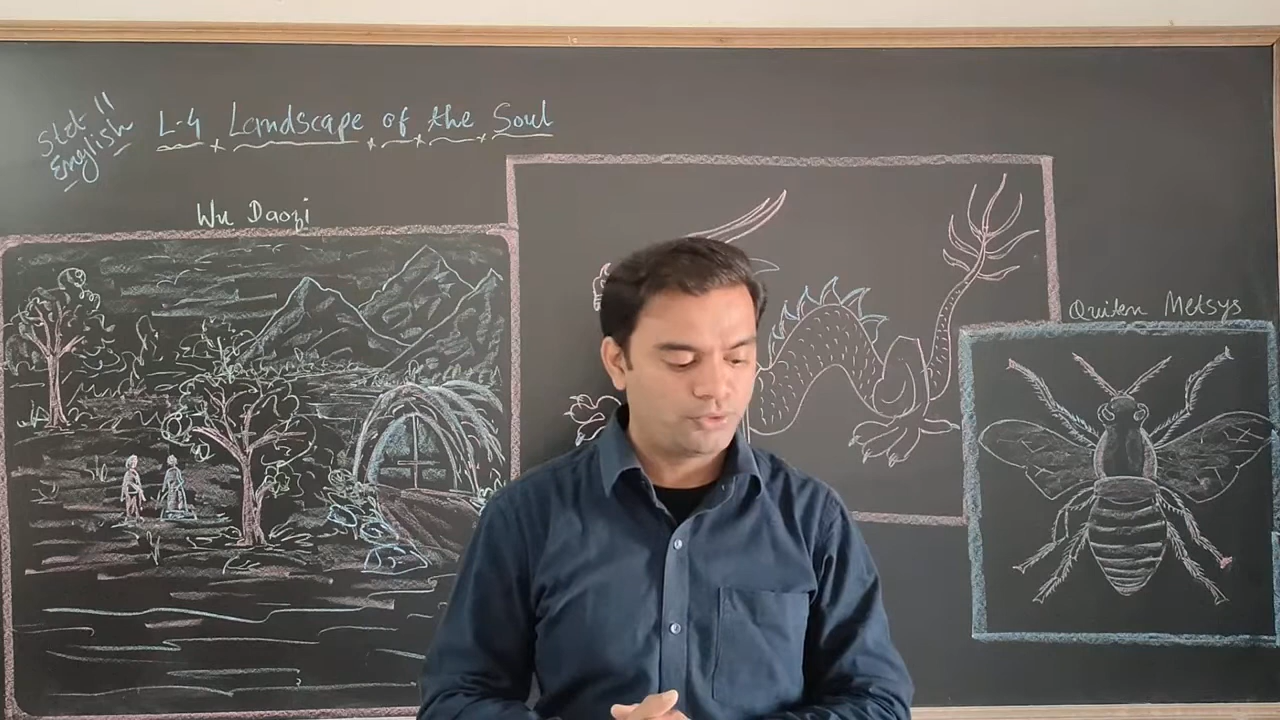 Std 11
English
L-4 Landscape of the Soul
Wu Daozi
Quiten Metsys